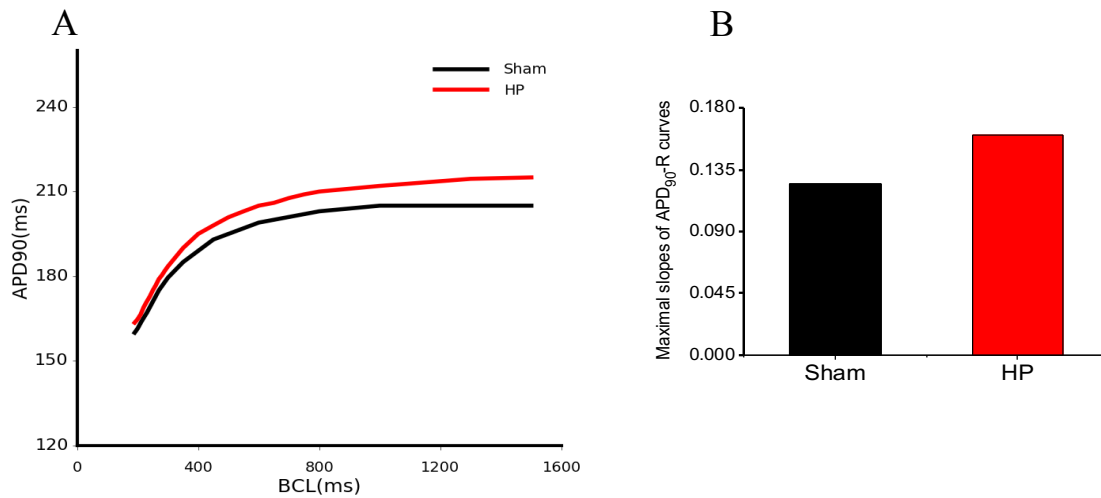 A
Sham
HP
240
210
180
150
120
APD90(ms)
0
400
800
1200
1600
BCL(ms)
B
0.180
0.135
0.090
0.045
0.000
Maximal slopes of APD90-R curves
Sham
HP